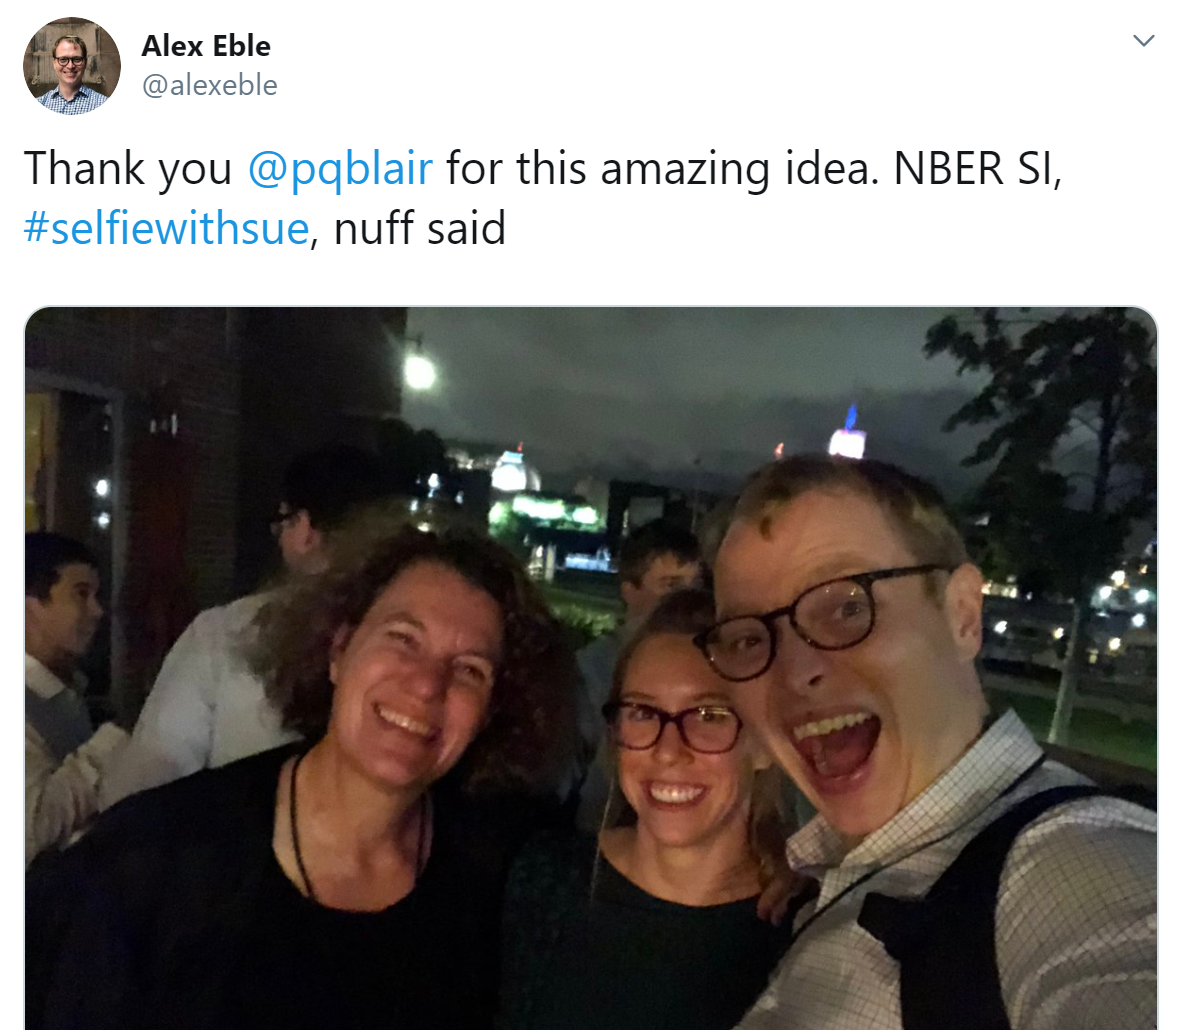 Alex Eble
@alexeble
Thank you @pqblair for this amazing idea. NBER SI,
#selfiewithsue, nuff said